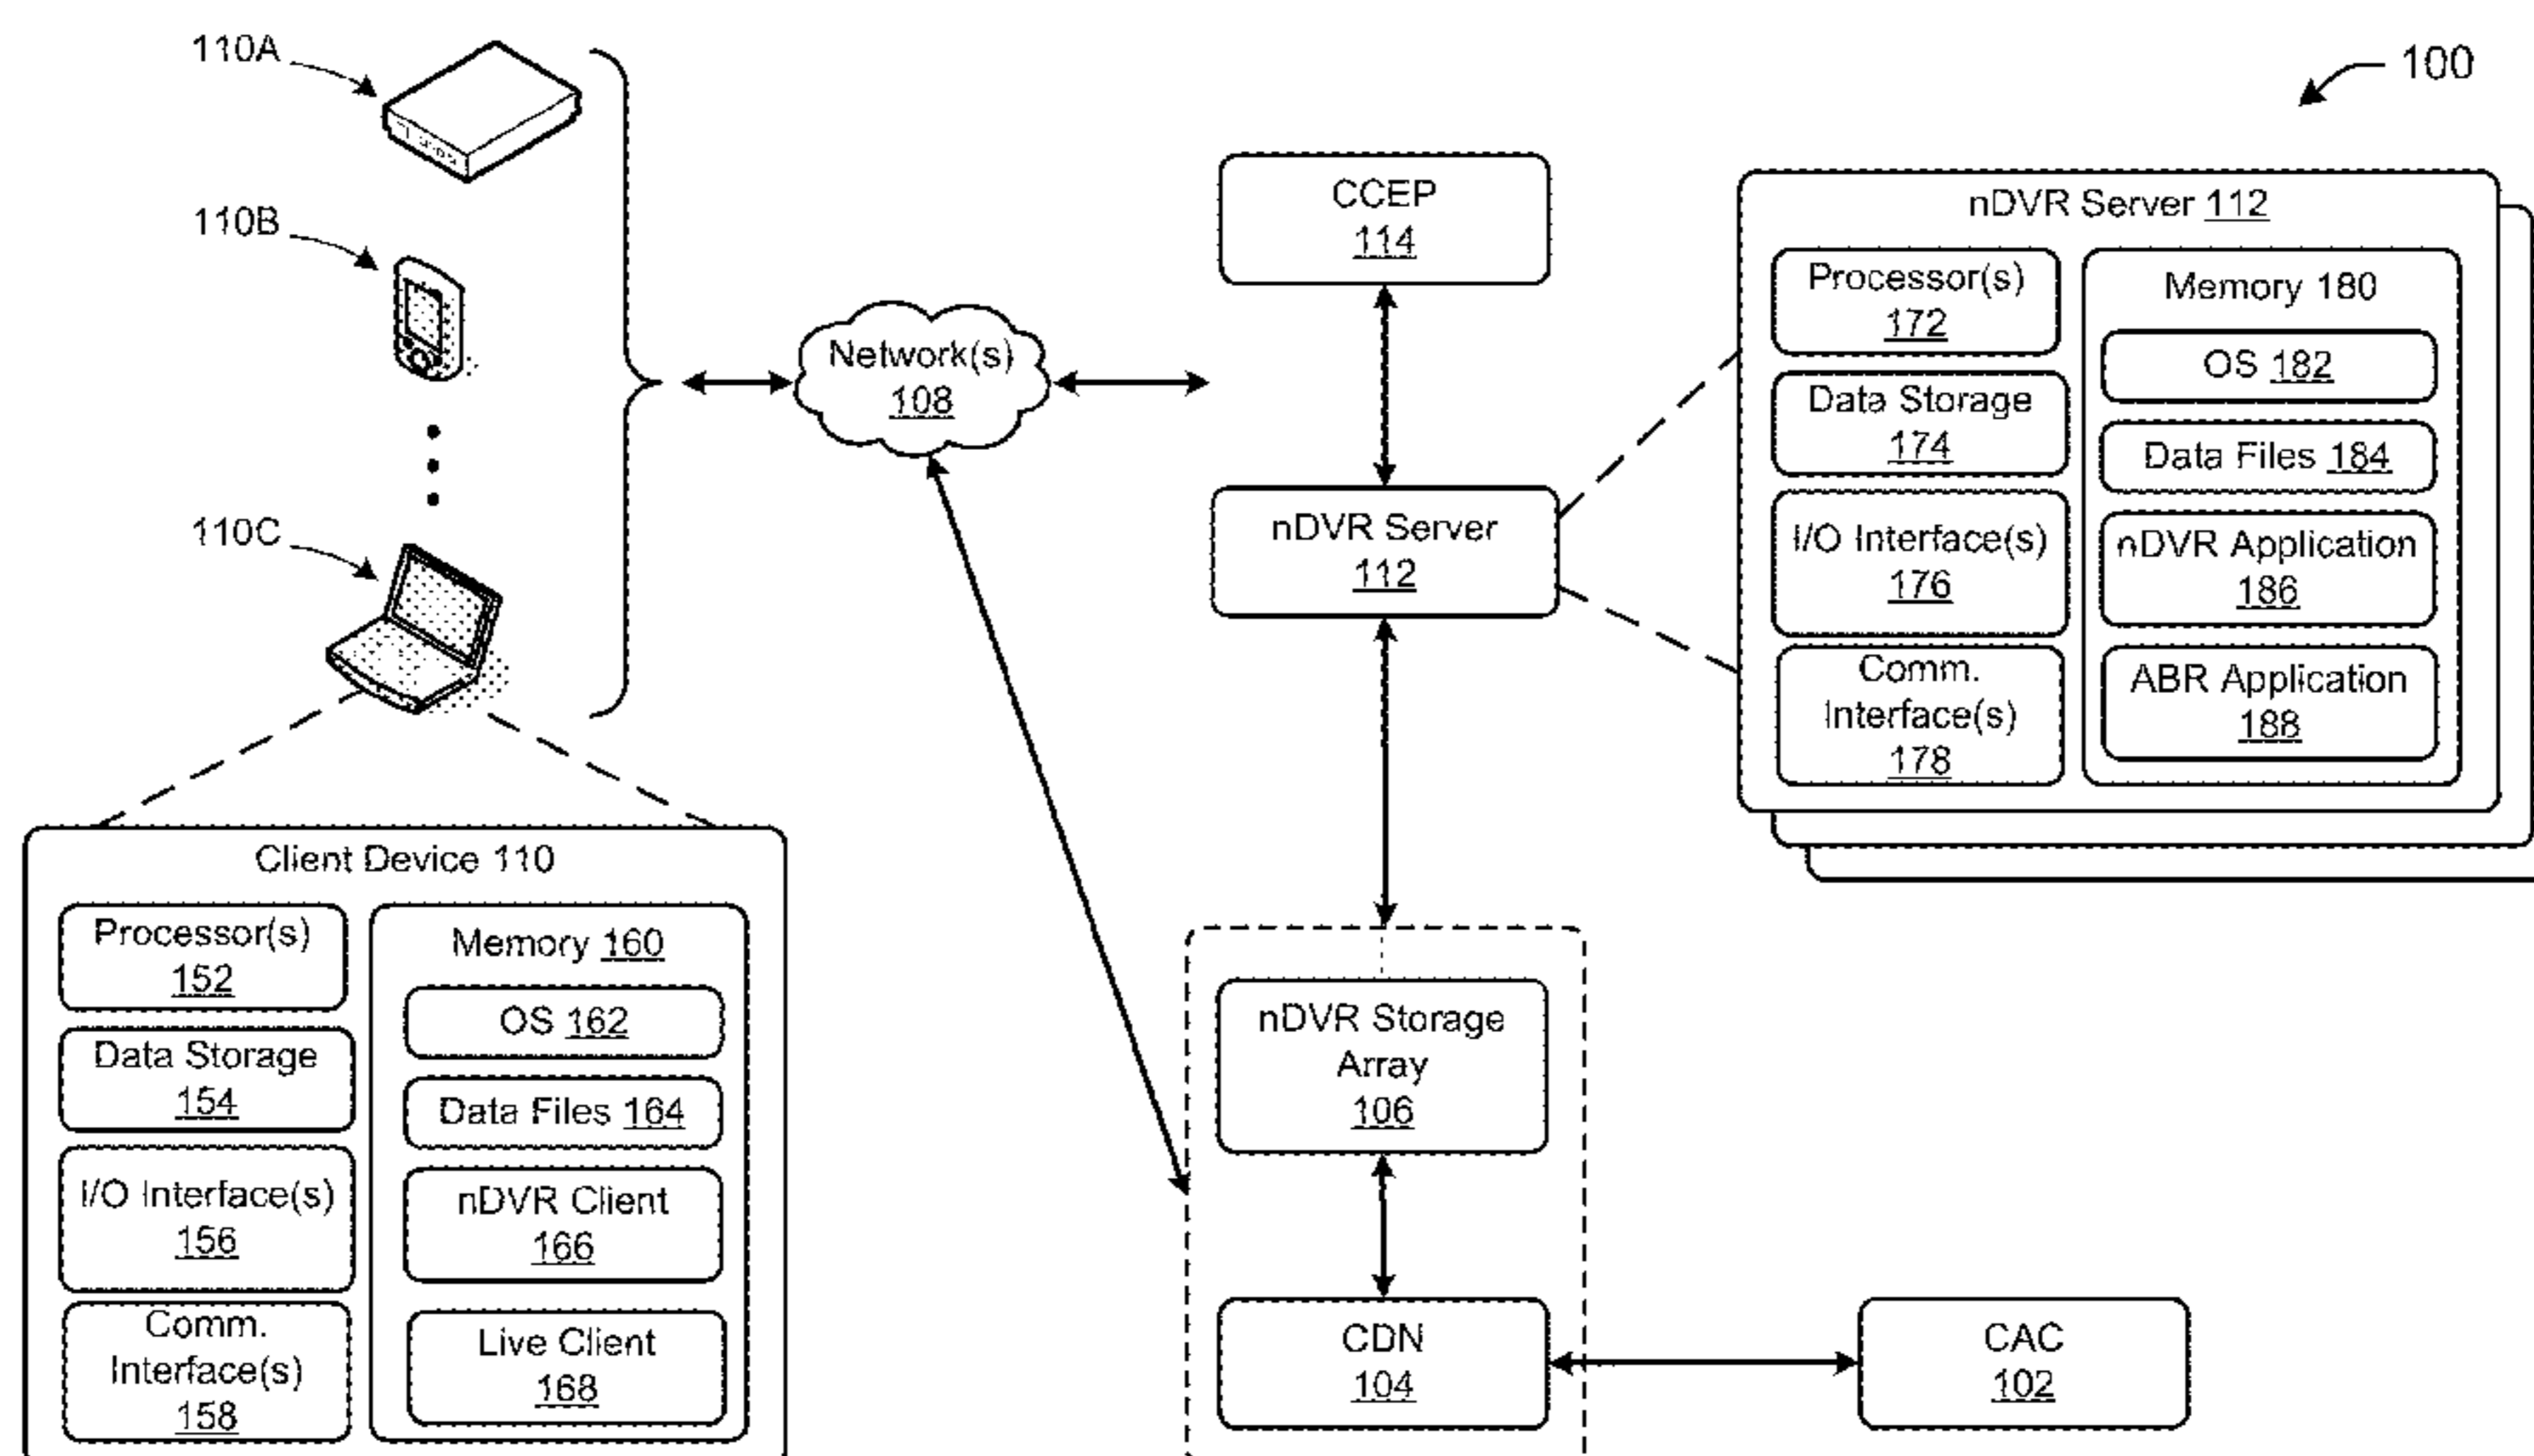 110A
110B
110C
100
CCEP
114
Network(s)
108
nDVR Server
112
nDVR Server 112
Processor(s)
172
Data Storage
174
I/O Interface(s)
176
Comm.
Interface(s)
178
Memory 180
OS 182
Data Files 184
nDVR Application
186
ABR Application
188
Client Device 110
Processor(s)
152
Data Storage
154
I/O Interface(s)
156
Comm.
Interface(s)
158
Memory 160
OS 162
Data Files 164
nDVR Client
166
Live Client
168
nDVR Storage
Array
106
CDN
104
CAC
102